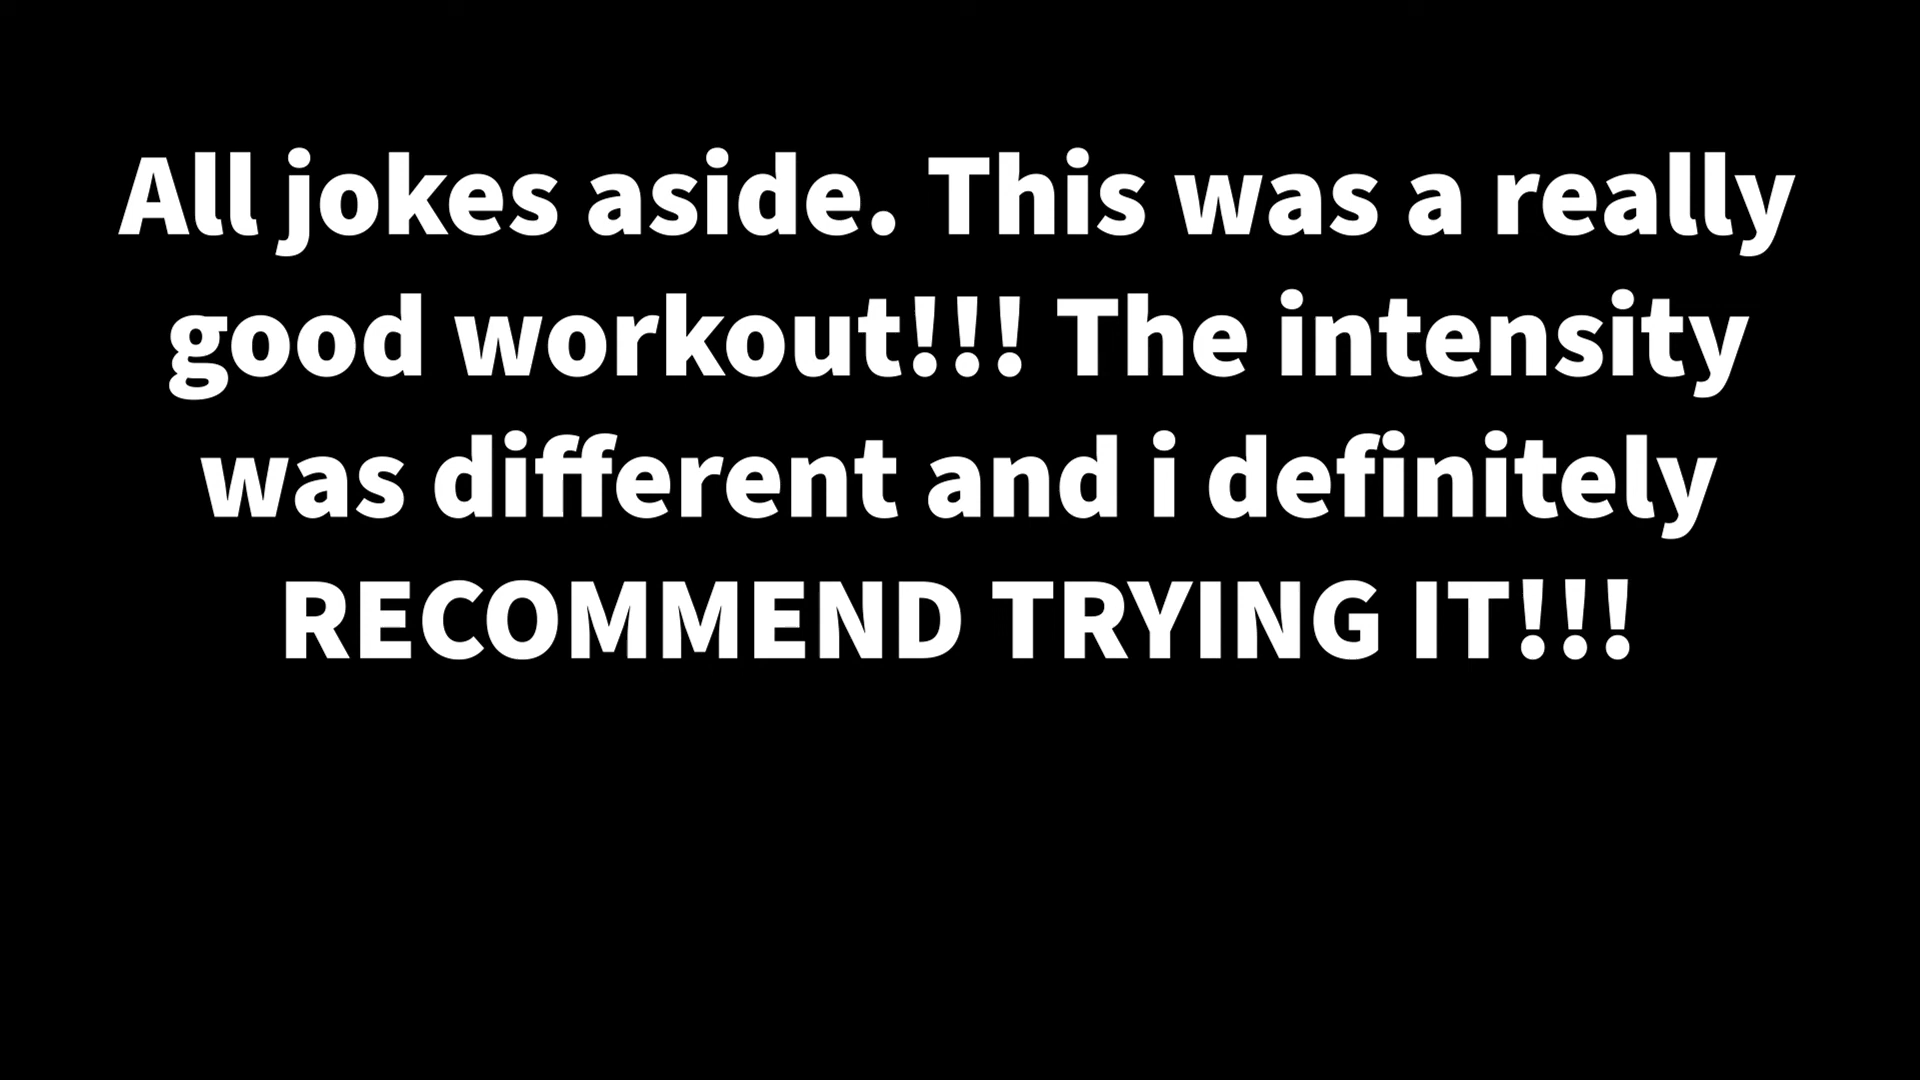 All jokes aside. This was a really
good workout!!! The intensity
was different and i definitely
RECOMMEND TRYING IT!!!